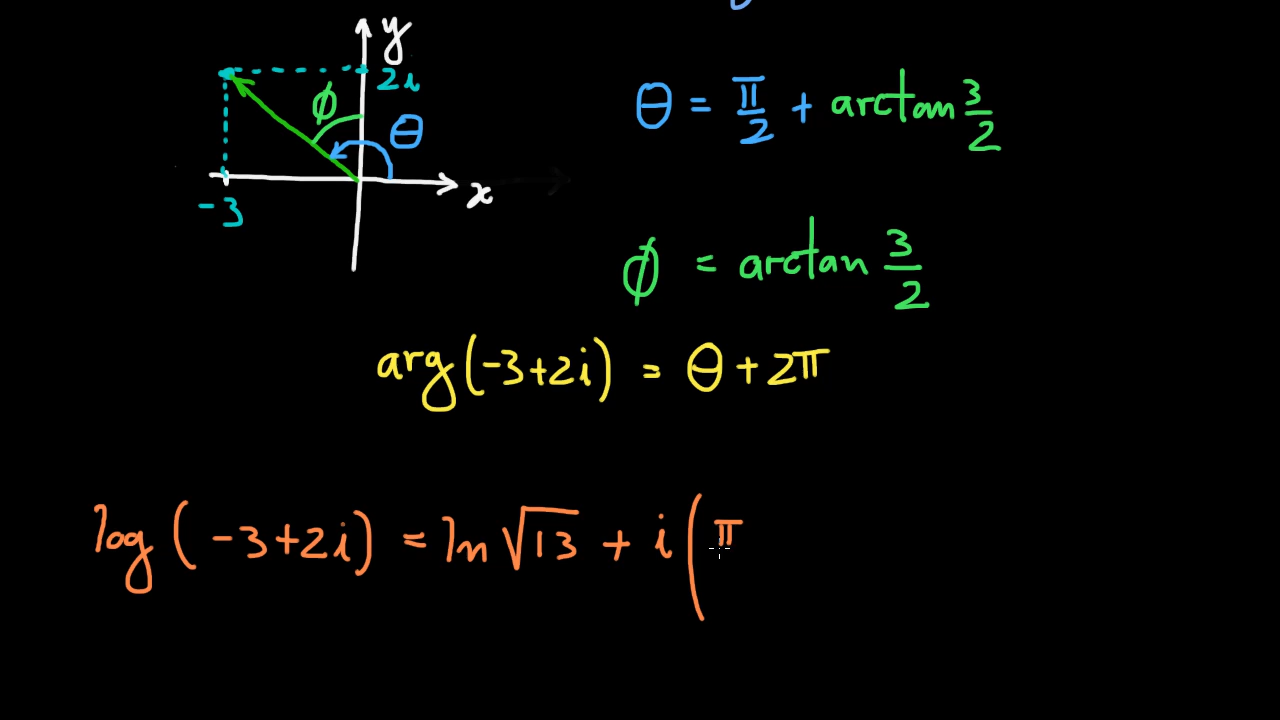 y
2i
ϕ
θ
x
-3
θ = π/2 + arctan 3/2
ϕ = arctan 3/2
arg(-3+2i) = θ+2π
log(-3+2i) = ln √13 + i(π